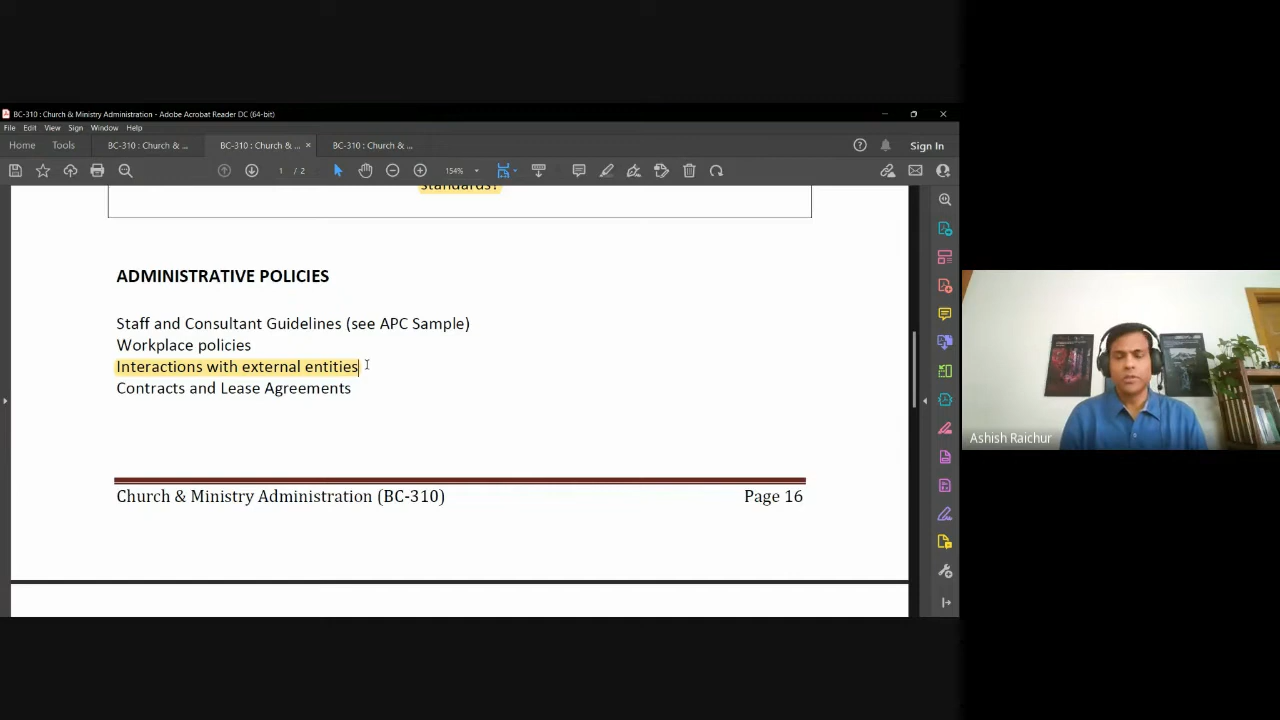 BC-310 : Church & Ministry Administration - Adobe Acrobat Reader DC (64-bit)
File Edit View Sign Window Help
Home Tools BC-310 : Church & ... BC-310 : Church & ... × BC-310 : Church & ... Sign In
1 / 2 154%
standards?
ADMINISTRATIVE POLICIES
Staff and Consultant Guidelines (see APC Sample)
Workplace policies
Interactions with external entities
Contracts and Lease Agreements
Church & Ministry Administration (BC-310) Page 16
Ashish Raichur